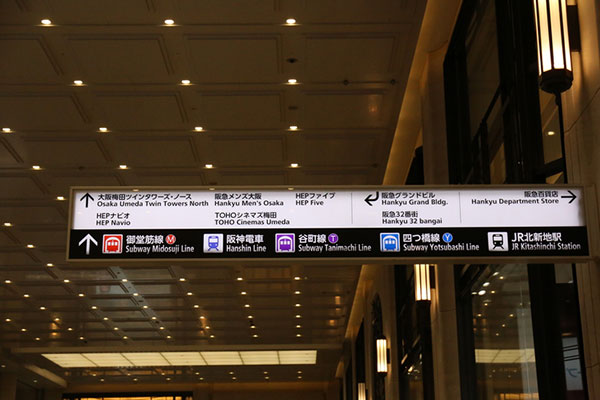 大阪梅田ツインタワーズ・ノース
Osaka Umeda Twin Towers North
阪急メンズ大阪
Hankyu Men's Osaka
HEPファイブ
HEP Five
阪急グランドビル
Hankyu Grand Bldg.
阪急百貨店
Hankyu Department Store
HEPナビオ
HEP Navio
TOHOシネマズ梅田
TOHO Cinemas Umeda
阪急32番街
Hankyu 32 bangai
御堂筋線 M
Subway Midosuji Line
阪神電車
Hanshin Line
谷町線 T
Subway Tanimachi Line
四つ橋線 Y
Subway Yotsubashi Line
JR北新地駅
JR Kitashinchi Station